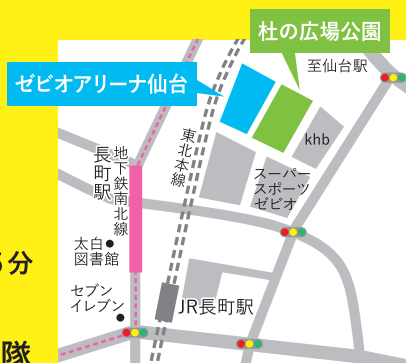 杜の広場公園
至仙台駅
ゼビオアリーナ仙台
khb
東北本線
地下鉄南北線
長町駅
スーパー
スポーツ
ゼビオ
太白
図書館
5分
セブン
イレブン
JR長町駅
隊